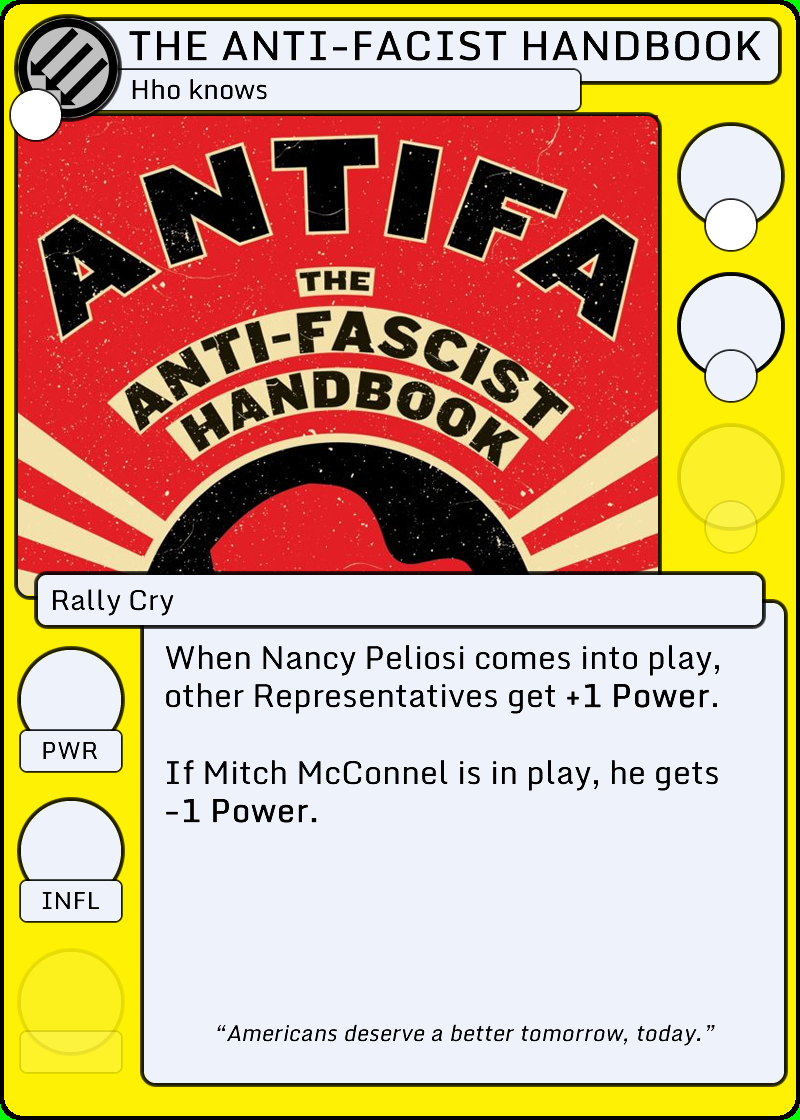 THE ANTI-FACIST HANDBOOK
Hho knows
ANTIFA
THE
ANTI-FASCIST
HANDBOOK
Rally Cry
When Nancy Peliosi comes into play,
other Representatives get +1 Power.
If Mitch McConnel is in play, he gets
-1 Power.
PWR
INFL
“Americans deserve a better tomorrow, today.”